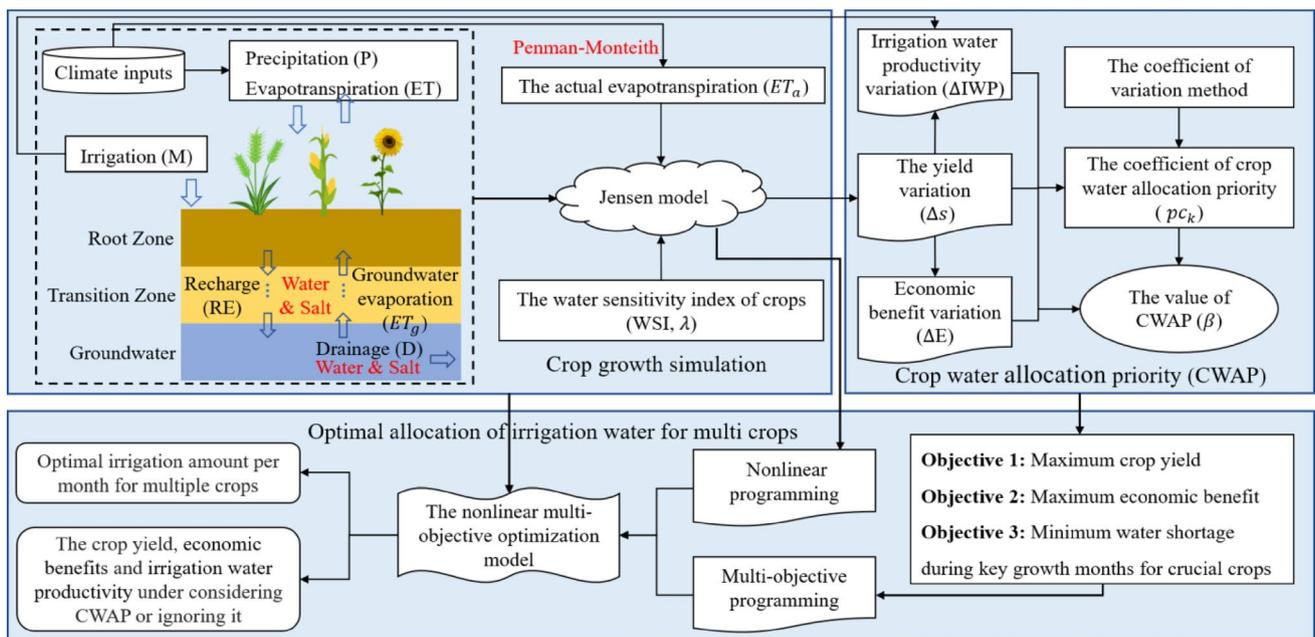 Climate inputs
Precipitation (P)
Evapotranspiration (ET)
Irrigation (M)
Root Zone
Transition Zone
Groundwater
Recharge
(RE)
Water
& Salt
Groundwater
evaporation
(ET_g)
Drainage (D)
Water & Salt
Penman-Monteith
The actual evapotranspiration (ET_a)
Jensen model
The water sensitivity index of crops
(WSI, λ)
Crop growth simulation
Irrigation water
productivity
variation (ΔIWP)
The yield
variation
(Δs)
Economic
benefit variation
(ΔE)
The coefficient of
variation method
The coefficient of crop
water allocation priority
( pc_k)
The value of
CWAP (β)
Crop water allocation priority (CWAP)
Optimal allocation of irrigation water for multi crops
Optimal irrigation amount per
month for multiple crops
The crop yield, economic
benefits and irrigation water
productivity under considering
CWAP or ignoring it
The nonlinear multi-
objective optimization
model
Nonlinear
programming
Multi-objective
programming
Objective 1: Maximum crop yield
Objective 2: Maximum economic benefit
Objective 3: Minimum water shortage
during key growth months for crucial crops